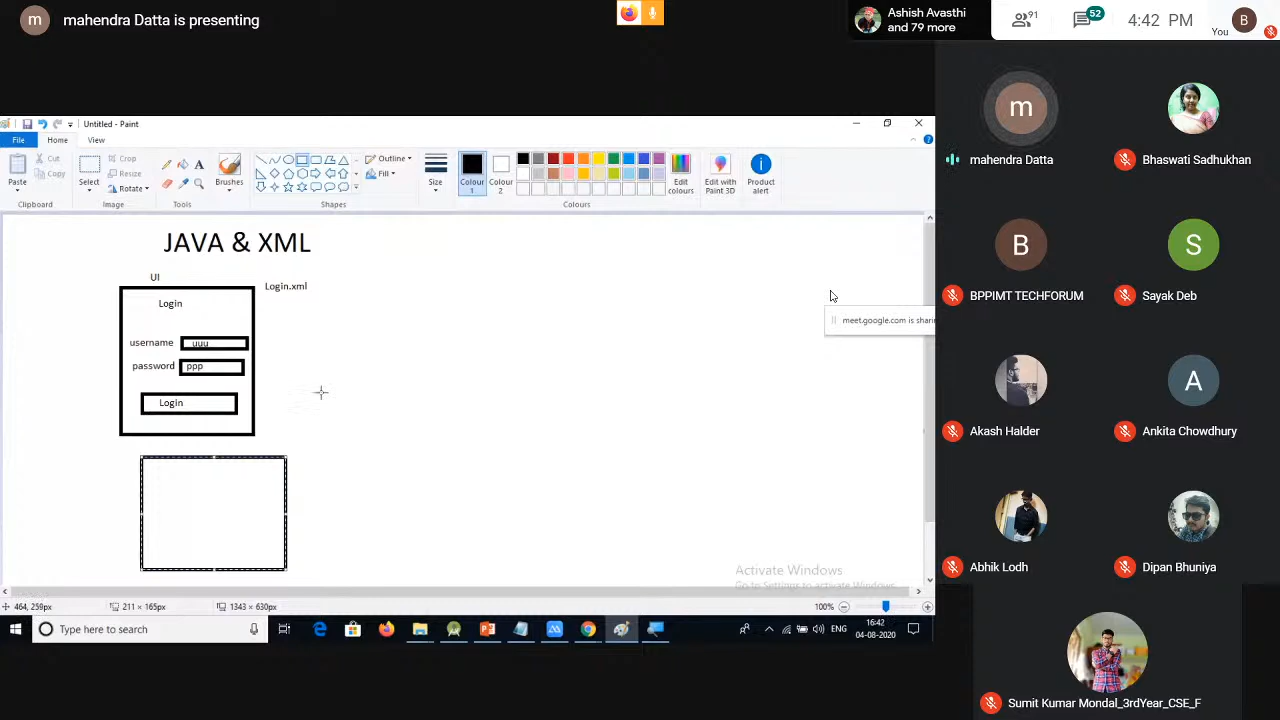 m mahendra Datta is presenting
Ashish Avasthi
and 79 more
91
52
4:42 PM
You
B
Untitled - Paint
File
Home
View
Paste
Cut
Copy
Clipboard
Select
Crop
Resize
Rotate
Image
Tools
Brushes
Shapes
Outline
Fill
Size
Colour
1
Colour
2
Edit
colours
Edit with
Paint 3D
Product
alert
Colours
JAVA & XML
UI
Login.xml
Login
username
uuu
password
ppp
Login
meet.google.com is sharin
Activate Windows
Go to Settings to activate Windows.
464, 259px
211 × 165px
1343 × 630px
100%
Type here to search
ENG
16:42
04-08-2020
m
mahendra Datta
Bhaswati Sadhukhan
B
BPPIMT TECHFORUM
S
Sayak Deb
Akash Halder
A
Ankita Chowdhury
Abhik Lodh
Dipan Bhuniya
Sumit Kumar Mondal_3rdYear_CSE_F